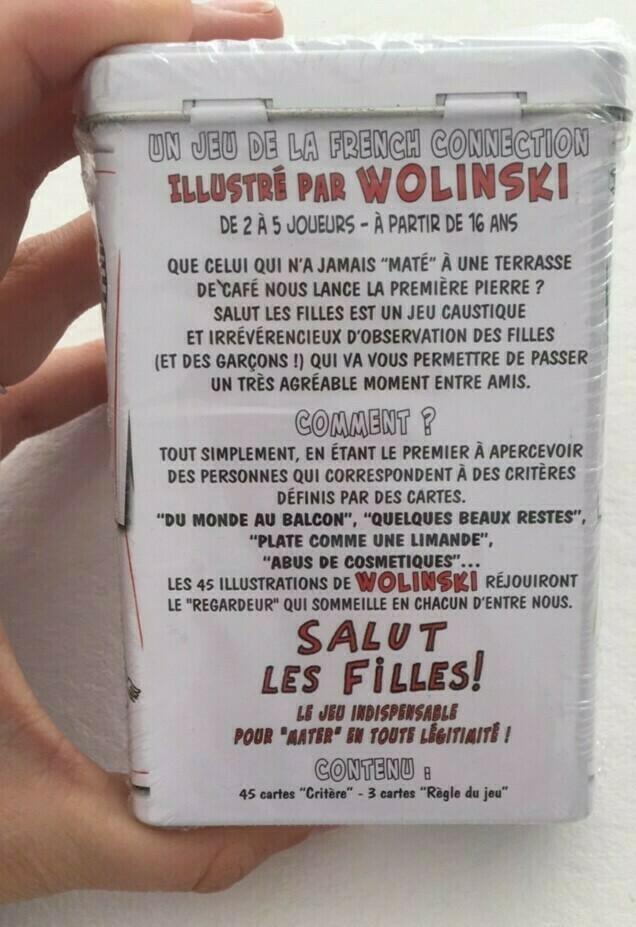 UN JEU DE LA FRENCH CONNECTION
ILLUSTRÉ PAR WOLINSKI
DE 2 À 5 JOUEURS - À PARTIR DE 16 ANS
QUE CELUI QUI N'A JAMAIS "MATÉ" À UNE TERRASSE
DE CAFÉ NOUS LANCE LA PREMIÈRE PIERRE ?
SALUT LES FILLES EST UN JEU CAUSTIQUE
ET IRRÉVÉRENCIEUX D'OBSERVATION DES FILLES
(ET DES GARÇONS !) QUI VA VOUS PERMETTRE DE PASSER
UN TRÈS AGRÉABLE MOMENT ENTRE AMIS.
COMMENT ?
TOUT SIMPLEMENT, EN ÉTANT LE PREMIER À APERCEVOIR
DES PERSONNES QUI CORRESPONDENT À DES CRITÈRES
DÉFINIS PAR DES CARTES.
"DU MONDE AU BALCON", "QUELQUES BEAUX RESTES",
"PLATE COMME UNE LIMANDE",
"ABUS DE COSMETIQUES"...
LES 45 ILLUSTRATIONS DE WOLINSKI RÉJOUIRONT
LE "REGARDEUR" QUI SOMMEILLE EN CHACUN D'ENTRE NOUS.
SALUT
LES FiLLES!
LE JEU INDISPENSABLE
POUR "MATER" EN TOUTE LÉGITIMITÉ !
CONTENU :
45 cartes "Critère" - 3 cartes "Règle du jeu"